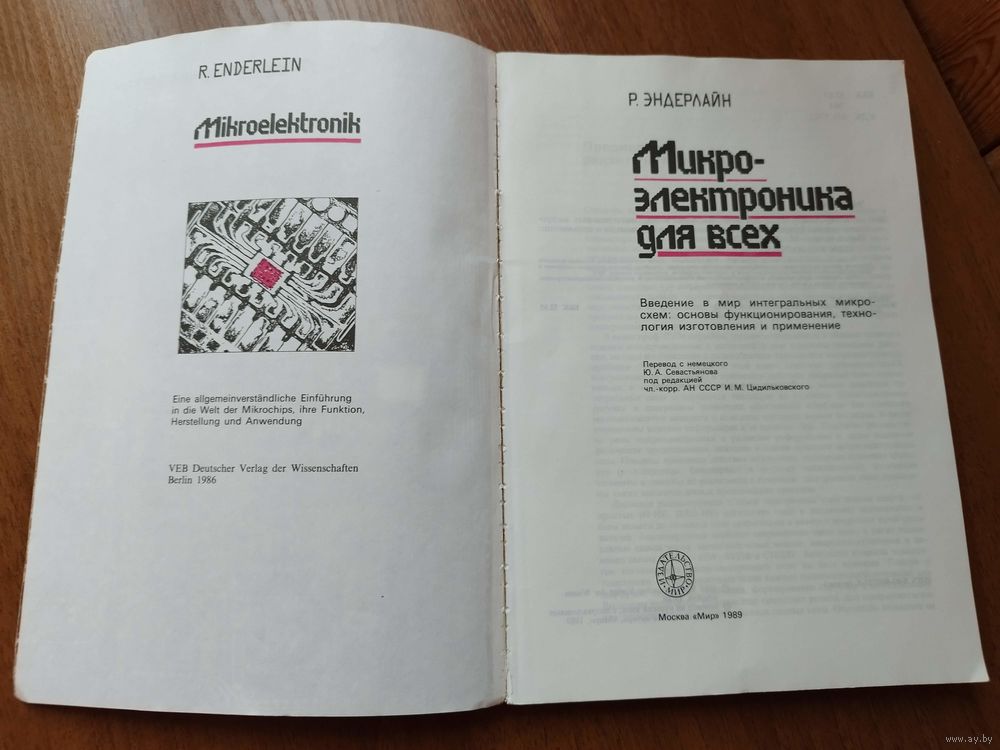 R. ENDERLEIN
Mikroelektronik
Eine allgemeinverständliche Einführung
in die Welt der Mikrochips, ihre Funktion,
Herstellung und Anwendung
VEB Deutscher Verlag der Wissenschaften
Berlin 1986
Р. ЭНДЕРЛАЙН
Микро-
электроника
для всех
Введение в мир интегральных микро-
схем: основы функционирования, техно-
логия изготовления и применение
Перевод с немецкого
Ю. А. Севастьянова
под редакцией
чл.-корр. АН СССР И. М. Цидильковского
ИЗДАТЕЛЬСТВО
МИР
Москва «Мир» 1989
www.ay.by